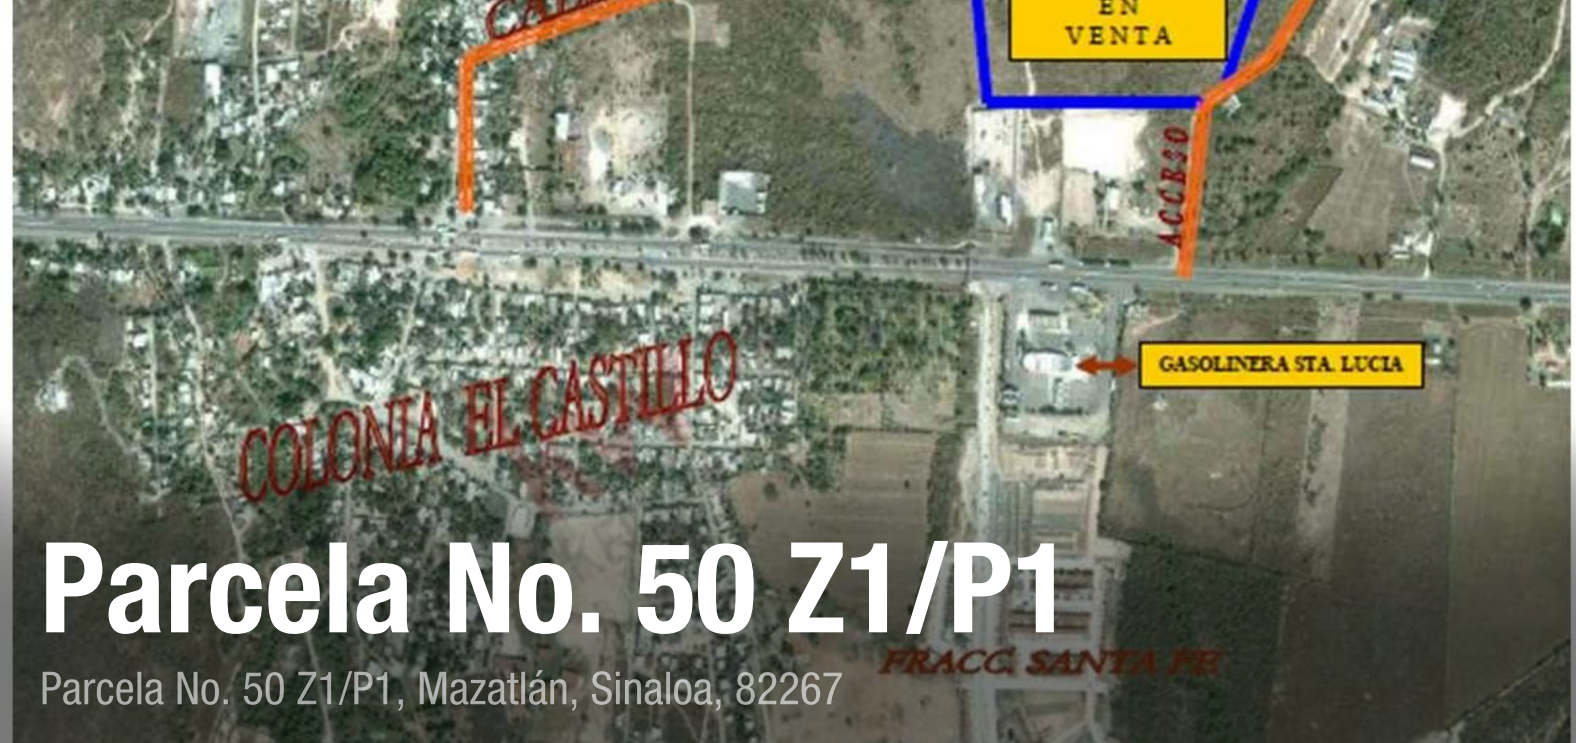 EN
VENTA
ACCESO
COLONIA EL CASTILLO
GASOLINERA STA. LUCIA
Parcela No. 50 Z1/P1
FRACC. SANTA FE
Parcela No. 50 Z1/P1, Mazatlán, Sinaloa, 82267